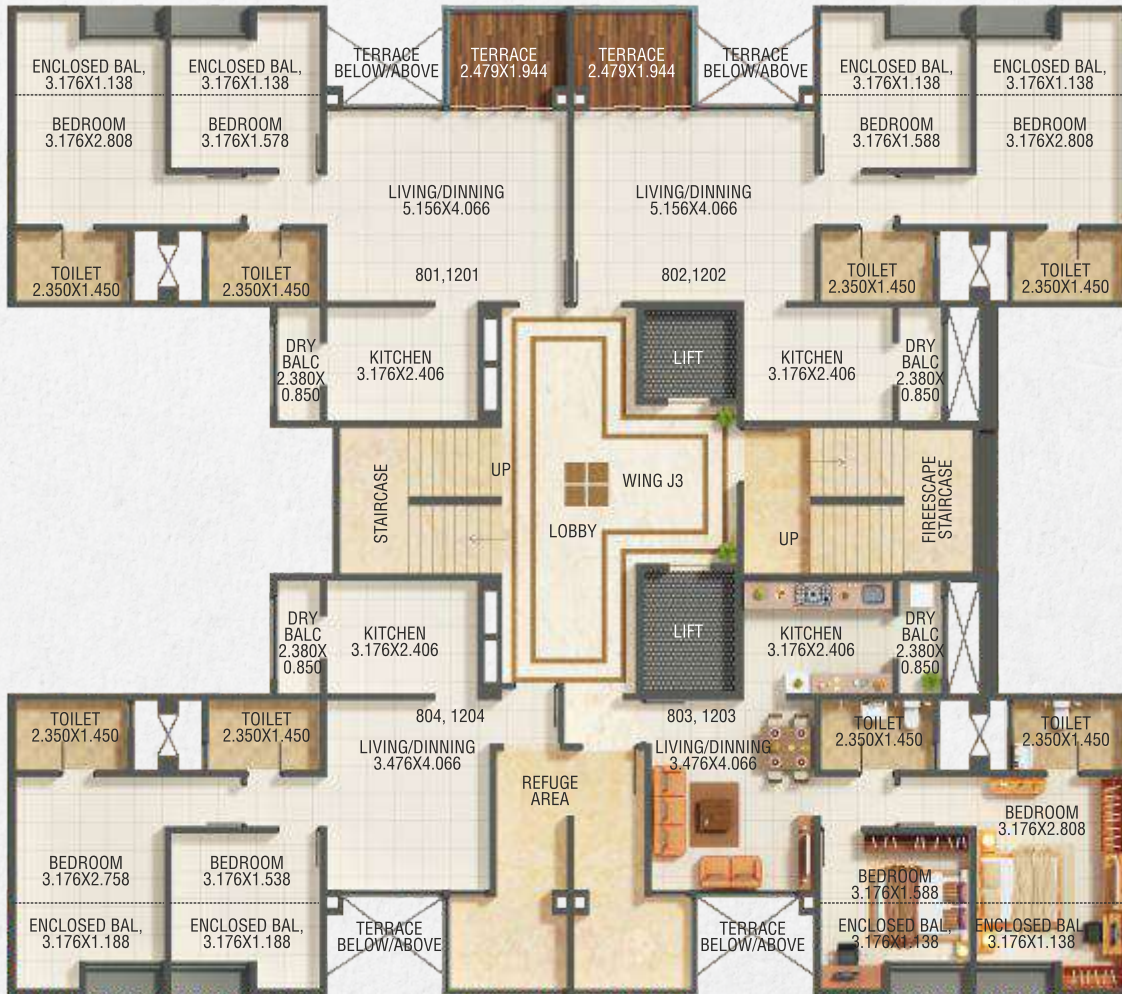 ENCLOSED BAL,
3.176X1.138
BEDROOM
3.176X2.808
ENCLOSED BAL,
3.176X1.138
BEDROOM
3.176X1.578
TERRACE
BELOW/ABOVE
TERRACE
2.479X1.944
TERRACE
2.479X1.944
TERRACE
BELOW/ABOVE
ENCLOSED BAL,
3.176X1.138
BEDROOM
3.176X1.588
ENCLOSED BAL,
3.176X1.138
BEDROOM
3.176X2.808
LIVING/DINNING
5.156X4.066
LIVING/DINNING
5.156X4.066
TOILET
2.350X1.450
TOILET
2.350X1.450
801,1201
802,1202
TOILET
2.350X1.450
TOILET
2.350X1.450
DRY
BALC
2.380X
0.850
KITCHEN
3.176X2.406
LIFT
KITCHEN
3.176X2.406
DRY
BALC
2.380X
0.850
STAIRCASE
UP
WING J3
LOBBY
UP
FIREESCAPE
STAIRCASE
DRY
BALC
2.380X
0.850
KITCHEN
3.176X2.406
LIFT
KITCHEN
3.176X2.406
DRY
BALC
2.380X
0.850
TOILET
2.350X1.450
TOILET
2.350X1.450
804, 1204
LIVING/DINNING
3.476X4.066
803, 1203
LIVING/DINNING
3.476X4.066
TOILET
2.350X1.450
TOILET
2.350X1.450
REFUGE
AREA
BEDROOM
3.176X2.808
BEDROOM
3.176X2.758
ENCLOSED BAL,
3.176X1.188
BEDROOM
3.176X1.538
ENCLOSED BAL,
3.176X1.188
TERRACE
BELOW/ABOVE
TERRACE
BELOW/ABOVE
BEDROOM
3.176X1.588
ENCLOSED BAL,
3.176X1.138
ENCLOSED BAL,
3.176X1.138